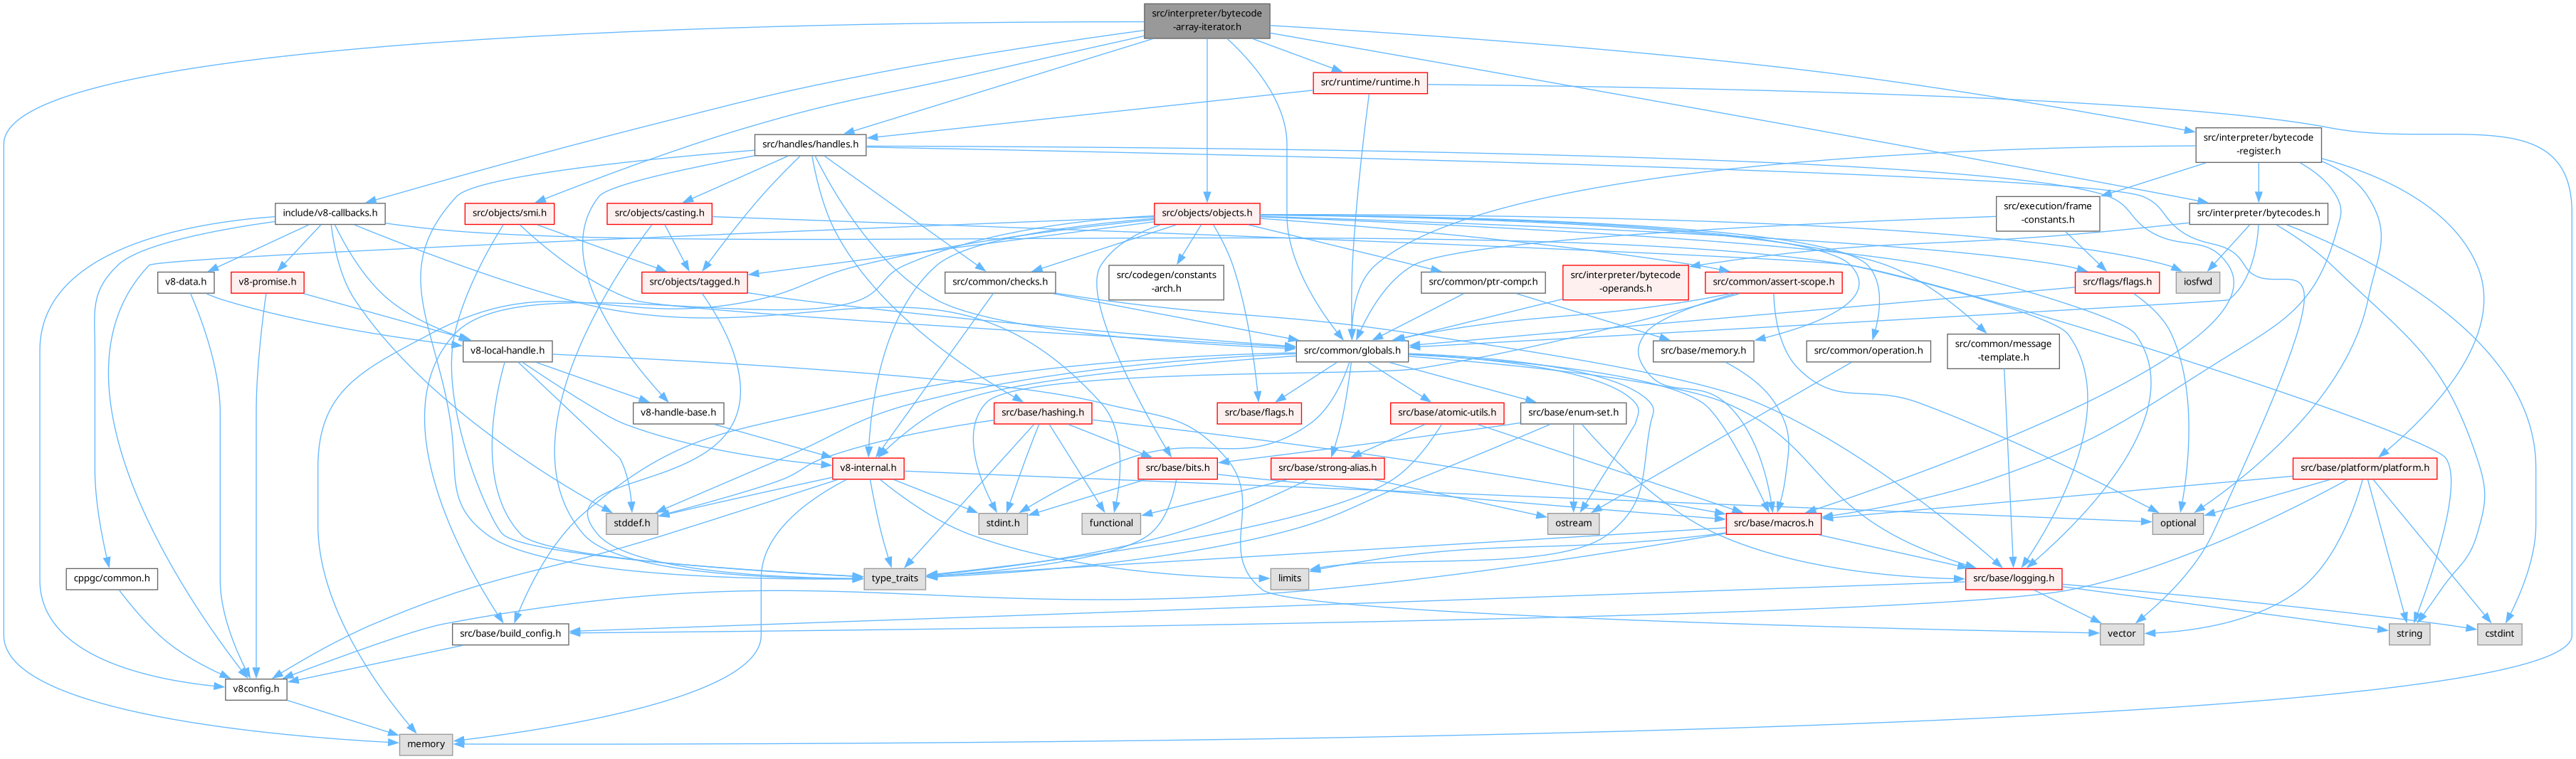 src/interpreter/bytecode
-array-iterator.h
src/runtime/runtime.h
src/handles/handles.h
src/interpreter/bytecode
-register.h
include/v8-callbacks.h
src/objects/smi.h
src/objects/casting.h
src/objects/objects.h
src/execution/frame
-constants.h
src/interpreter/bytecodes.h
v8-data.h
v8-promise.h
src/objects/tagged.h
src/common/checks.h
src/codegen/constants
-arch.h
src/common/ptr-compr.h
src/interpreter/bytecode
-operands.h
src/common/assert-scope.h
src/flags/flags.h
iosfwd
v8-local-handle.h
src/common/globals.h
src/base/memory.h
src/common/operation.h
src/common/message
-template.h
v8-handle-base.h
src/base/hashing.h
src/base/flags.h
src/base/atomic-utils.h
src/base/enum-set.h
v8-internal.h
src/base/bits.h
src/base/strong-alias.h
src/base/platform/platform.h
stddef.h
stdint.h
functional
ostream
src/base/macros.h
optional
cppgc/common.h
type_traits
limits
src/base/logging.h
src/base/build_config.h
vector
string
cstdint
v8config.h
memory